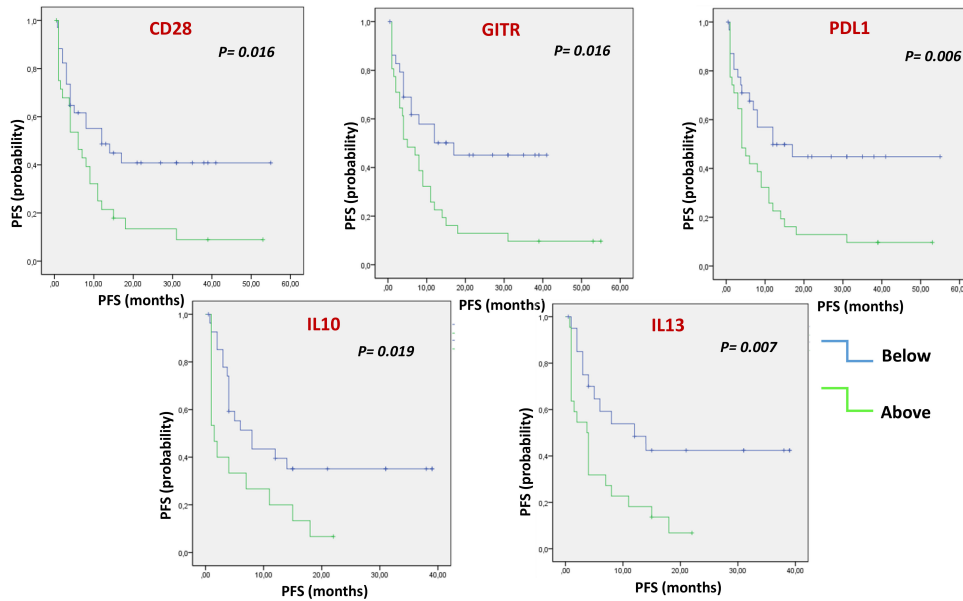 CD28
P= 0.016
PFS (probability)
1,0
0,8
0,6
0,4
0,2
0,0
,00 10,00 20,00 30,00 40,00 50,00 60,00
PFS (months)
GITR
P= 0.016
PFS (probability)
1,0
0,8
0,6
0,4
0,2
0,0
,00 10,00 20,00 30,00 40,00 50,00 60,00
PFS (months)
PDL1
P= 0.006
PFS (probability)
1,0
0,8
0,6
0,4
0,2
0,0
,00 10,00 20,00 30,00 40,00 50,00 60,00
PFS (months)
IL10
P= 0.019
PFS (probability)
1,0
0,8
0,6
0,4
0,2
0,0
,00 10,00 20,00 30,00 40,00
PFS (months)
IL13
P= 0.007
PFS (probability)
1,0
0,8
0,6
0,4
0,2
0,0
,00 10,00 20,00 30,00 40,00
PFS (months)
Below
Above